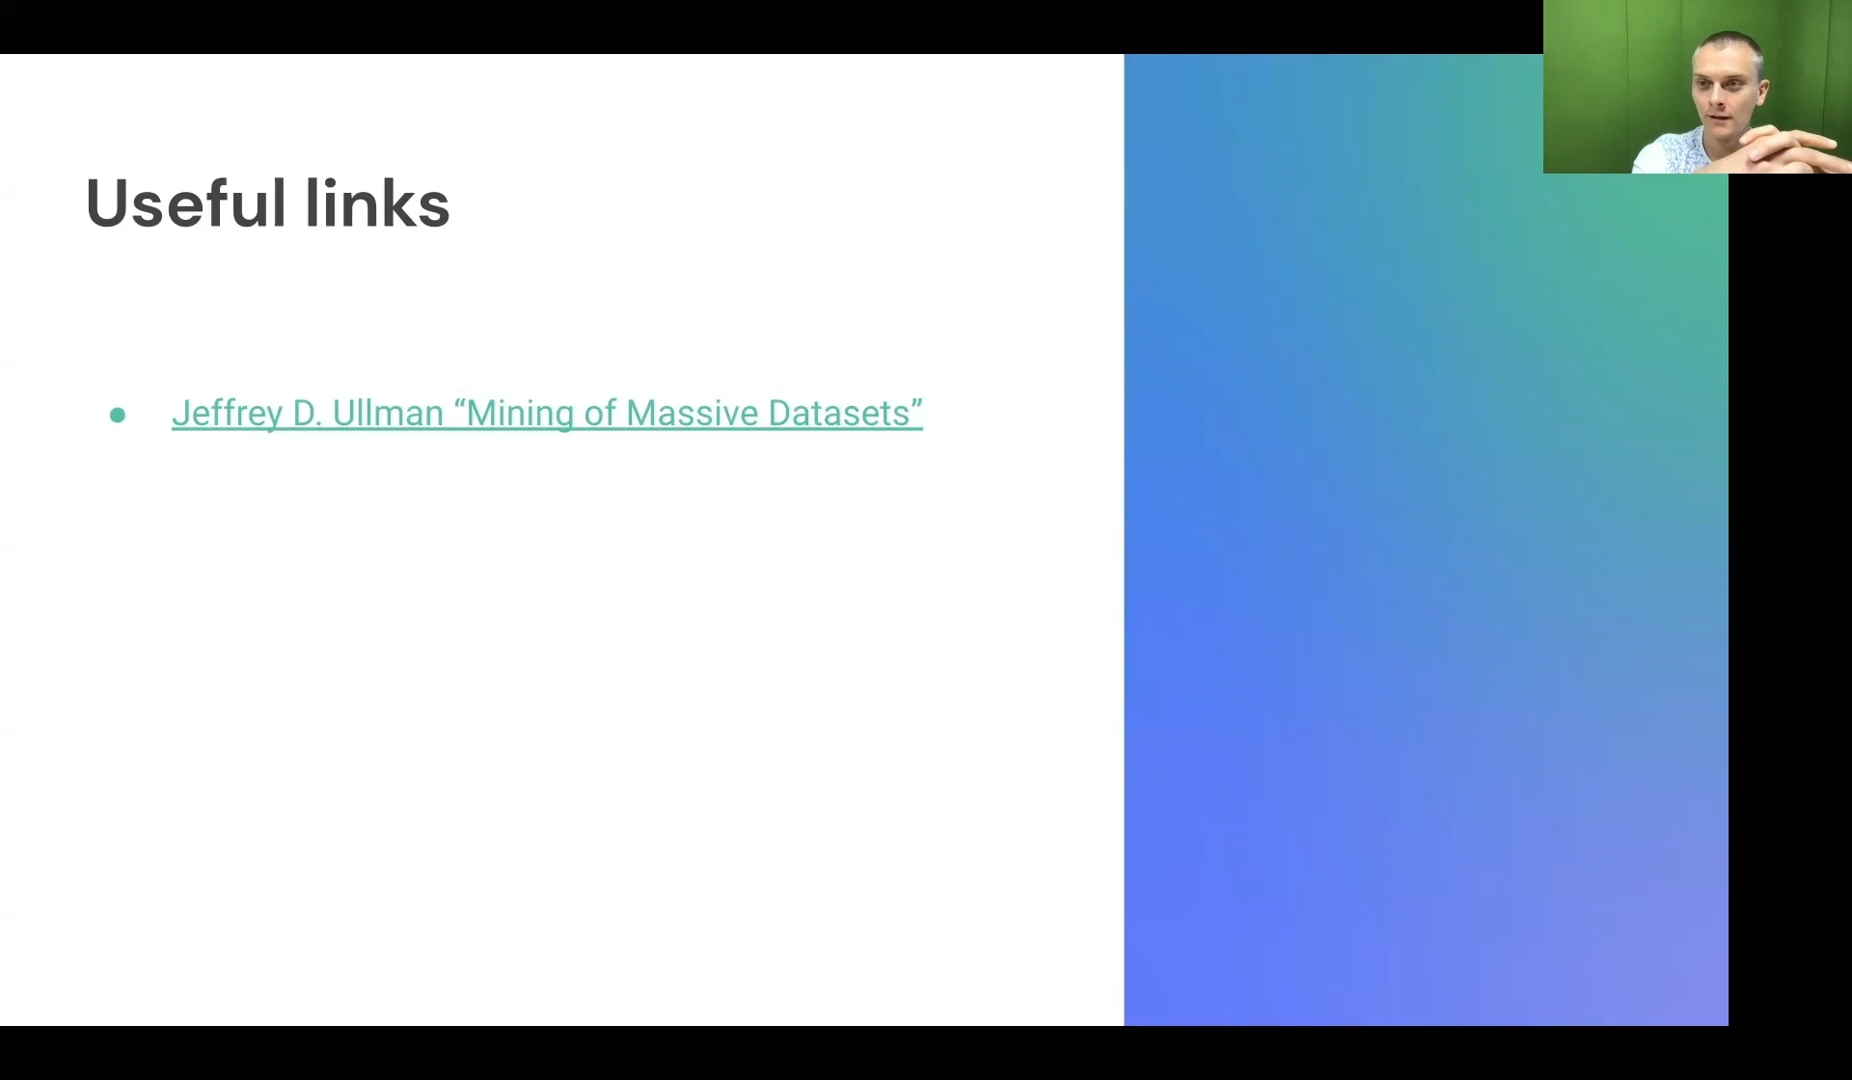 Useful links
● Jeffrey D. Ullman “Mining of Massive Datasets”